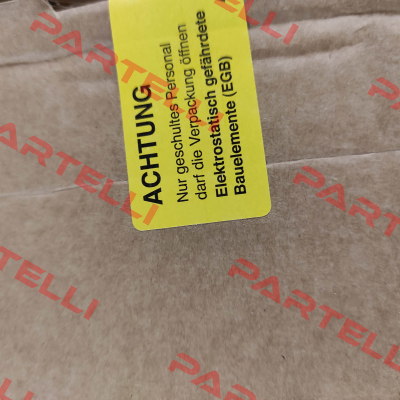 ACHTUNG
Nur geschultes Personal
darf die Verpackung öffnen
Elektrostatisch gefährdete
Bauelemente (EGB)
PARTELLI
PARTELLI
PARTELLI
PARTELLI
PARTELLI
PARTELLI
PARTELLI